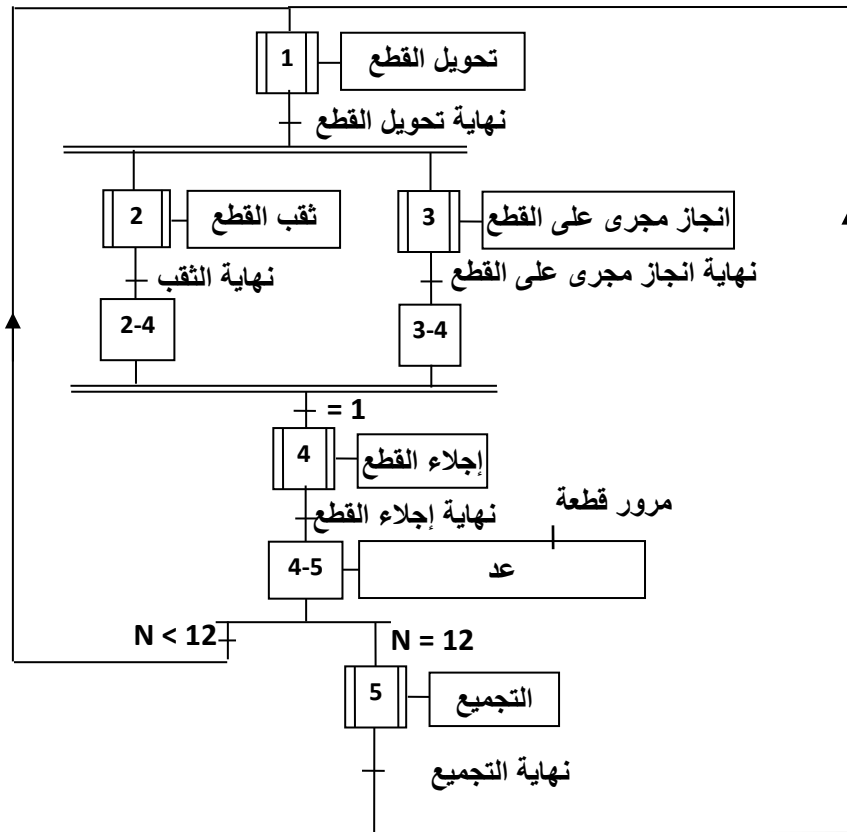 1
تحويل القطع
نهاية تحويل القطع
2
ثقب القطع
3
انجاز مجرى على القطع
نهاية الثقب
نهاية انجاز مجرى على القطع
2-4
3-4
= 1
4
إجلاء القطع
نهاية إجلاء القطع
مرور قطعة
4-5
عد
N < 12
N = 12
5
التجميع
نهاية التجميع